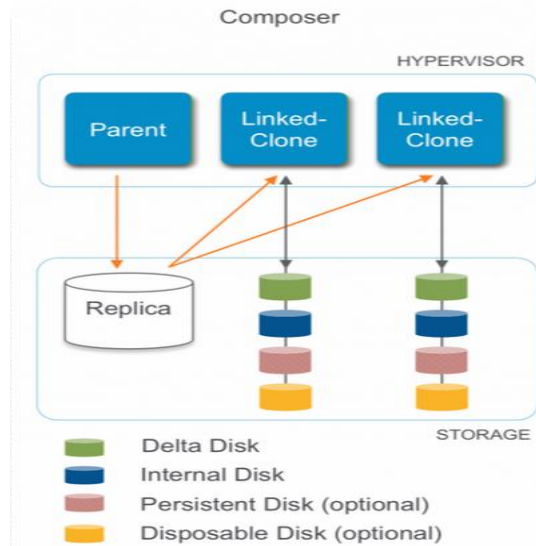 Composer
HYPERVISOR
Parent
Linked-
Clone
Linked-
Clone
Replica
STORAGE
Delta Disk
Internal Disk
Persistent Disk (optional)
Disposable Disk (optional)